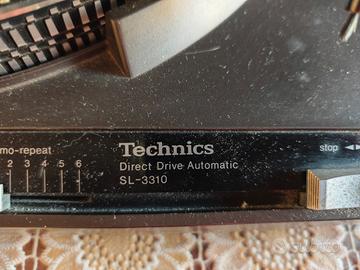 mo-repeat
2 3 4 5 6
Technics
Direct Drive Automatic
SL-3310
stop